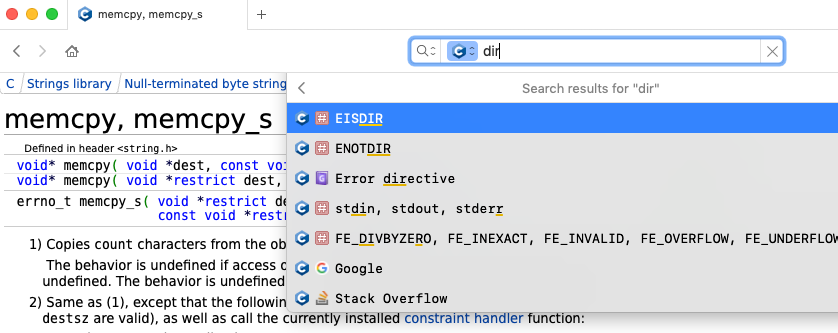 memcpy, memcpy_s
dir
C Strings library Null-terminated byte string
Search results for "dir"
memcpy, memcpy_s
EISDIR
ENOTDIR
Defined in header <string.h>
void* memcpy( void *dest, const voi
Error directive
void* memcpy( void *restrict dest,
errno_t memcpy_s( void *restrict de
stdin, stdout, stderr
const void *restr
FE_DIVBYZERO, FE_INEXACT, FE_INVALID, FE_OVERFLOW, FE_UNDERFLOW
1) Copies count characters from the ob
The behavior is undefined if access o
Google
undefined. The behavior is undefined
2) Same as (1), except that the following
Stack Overflow
destsz are valid), as well as call the currently installed constraint handler function: